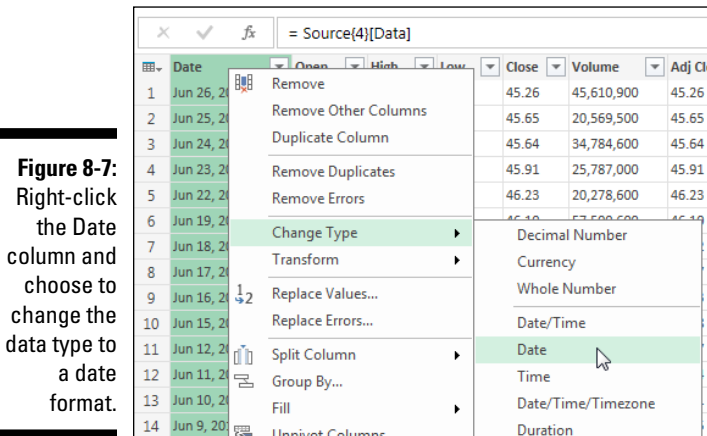 Figure 8-7:
Right-click
the Date
column and
choose to
change the
data type to
a date
format.
fx = Source{4}[Data]
Date Open High Low Close Volume Adj Cl
1 Jun 26, 20 45.26 45,610,900 45.26
2 Jun 25, 20 45.65 20,569,500 45.65
3 Jun 24, 20 45.64 34,784,600 45.64
4 Jun 23, 20 45.91 25,787,000 45.91
5 Jun 22, 20 46.23 20,278,600 46.23
6 Jun 19, 20
7 Jun 18, 20
8 Jun 17, 20
9 Jun 16, 20
10 Jun 15, 20
11 Jun 12, 20
12 Jun 11, 20
13 Jun 10, 20
14 Jun 9, 201
Remove
Remove Other Columns
Duplicate Column
Remove Duplicates
Remove Errors
Change Type
Transform
1 2 Replace Values...
Replace Errors...
Split Column
Group By...
Fill
Unpivot Columns
Decimal Number
Currency
Whole Number
Date/Time
Date
Time
Date/Time/Timezone
Duration